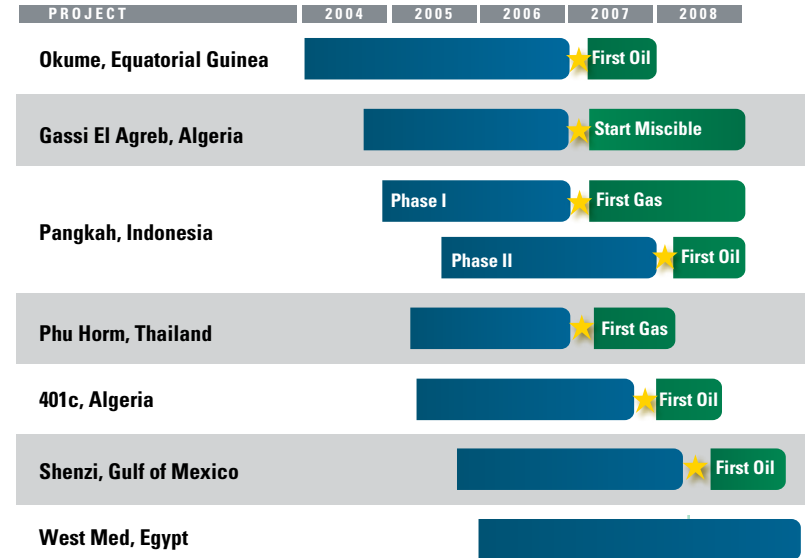 PROJECT 2004 2005 2006 2007 2008
Okume, Equatorial Guinea First Oil
Gassi El Agreb, Algeria Start Miscible
Pangkah, Indonesia
Phase I First Gas
Phase II First Oil
Phu Horm, Thailand First Gas
401c, Algeria First Oil
Shenzi, Gulf of Mexico First Oil
West Med, Egypt